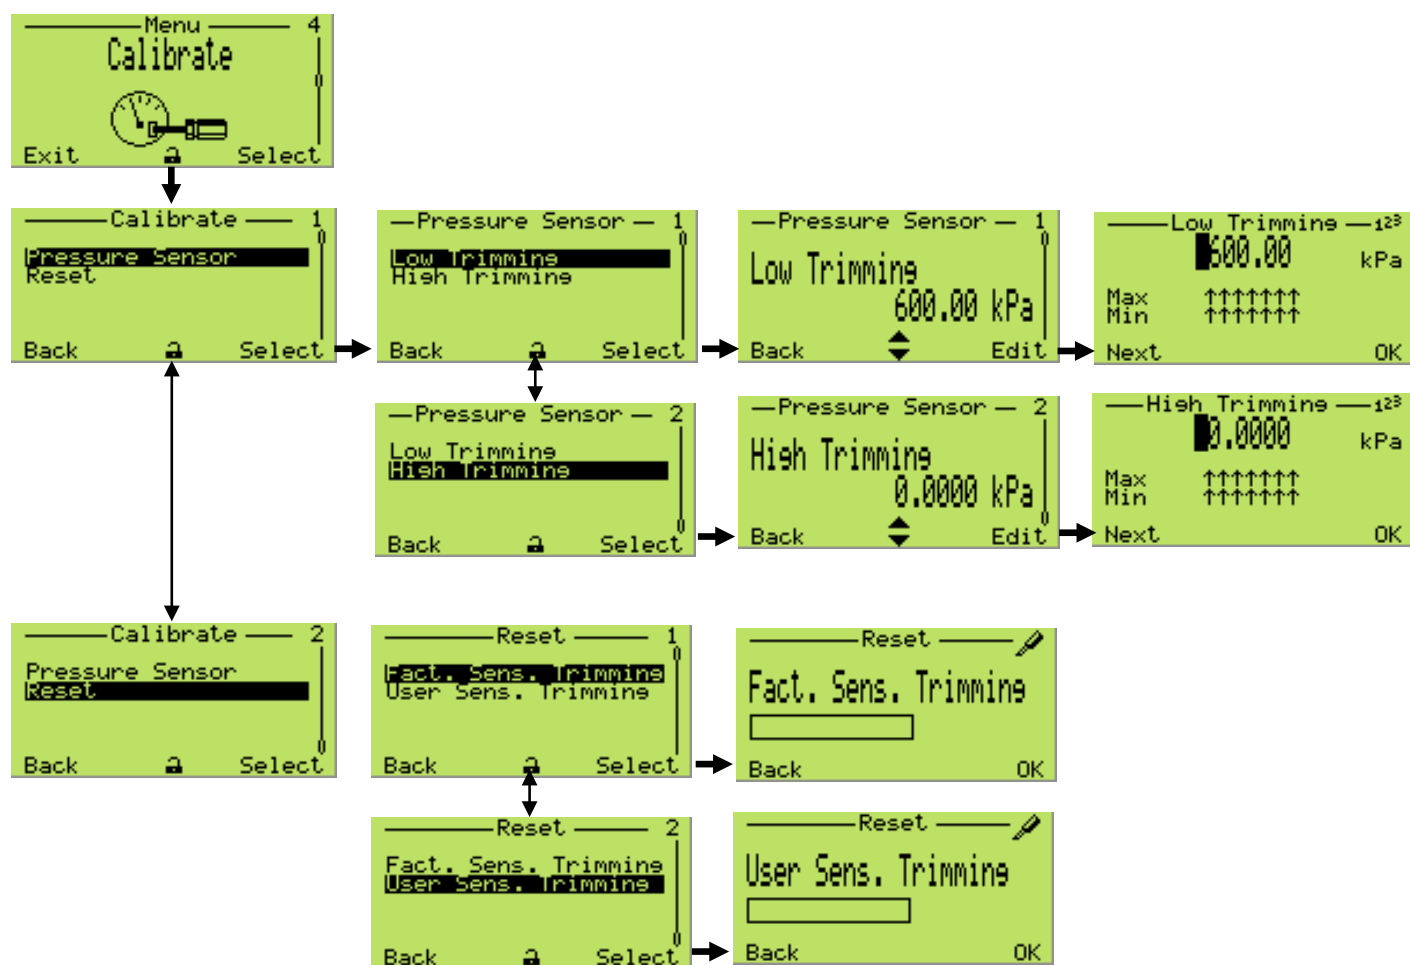 Menu 4
Calibrate
Exit Select
Calibrate 1
Pressure Sensor
Reset
Back Select
Pressure Sensor 1
Low Trimming
High Trimming
Back Select
Pressure Sensor 1
Low Trimming
600.00 kPa
Back Edit
Low Trimming 123
600.00 kPa
Max ↑↑↑↑↑↑↑
Min ↑↑↑↑↑↑↑
Next OK
Pressure Sensor 2
Low Trimming
High Trimming
Back Select
Pressure Sensor 2
High Trimming
0.0000 kPa
Back Edit
High Trimming 123
0.0000 kPa
Max ↑↑↑↑↑↑↑
Min ↑↑↑↑↑↑↑
Next OK
Calibrate 2
Pressure Sensor
Reset
Back Select
Reset 1
Fact. Sens. Trimming
User Sens. Trimming
Back Select
Reset
Fact. Sens. Trimming
Back OK
Reset 2
Fact. Sens. Trimming
User Sens. Trimming
Back Select
Reset
User Sens. Trimming
Back OK